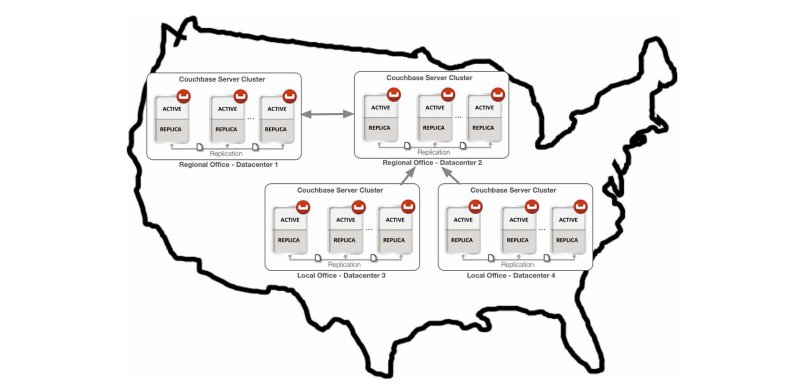 Couchbase Server Cluster
ACTIVE
REPLICA
ACTIVE
REPLICA
...
ACTIVE
REPLICA
Replication
Regional Office - Datacenter 1
Couchbase Server Cluster
ACTIVE
REPLICA
ACTIVE
REPLICA
...
ACTIVE
REPLICA
Replication
Regional Office - Datacenter 2
Couchbase Server Cluster
ACTIVE
REPLICA
ACTIVE
REPLICA
...
ACTIVE
REPLICA
Replication
Local Office - Datacenter 3
Couchbase Server Cluster
ACTIVE
REPLICA
ACTIVE
REPLICA
...
ACTIVE
REPLICA
Replication
Local Office - Datacenter 4